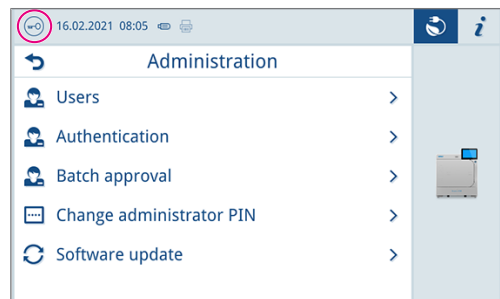 16.02.2021 08:05
i
Administration
Users
Authentication
Batch approval
Change administrator PIN
Software update